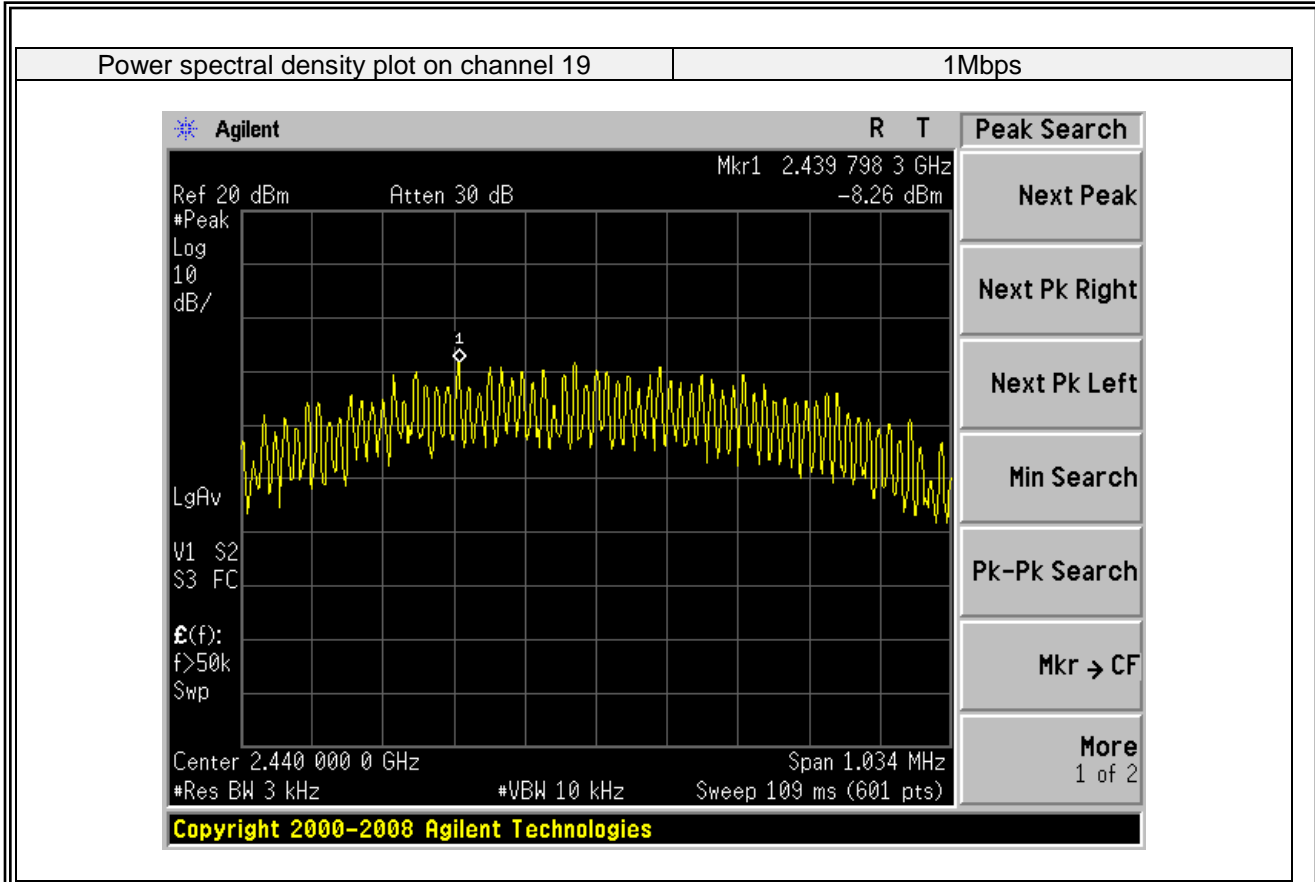 Power spectral density plot on channel 19 1Mbps
Agilent R T Peak Search
Mkr1 2.439 798 3 GHz
Ref 20 dBm Atten 30 dB -8.26 dBm
#Peak
Log
10
dB/
1
LgAv
V1 S2
S3 FC
£(f):
f>50k
Swp
Center 2.440 000 0 GHz Span 1.034 MHz
#Res BW 3 kHz #VBW 10 kHz Sweep 109 ms (601 pts)
Copyright 2000-2008 Agilent Technologies
Next Peak
Next Pk Right
Next Pk Left
Min Search
Pk-Pk Search
Mkr → CF
More
1 of 2